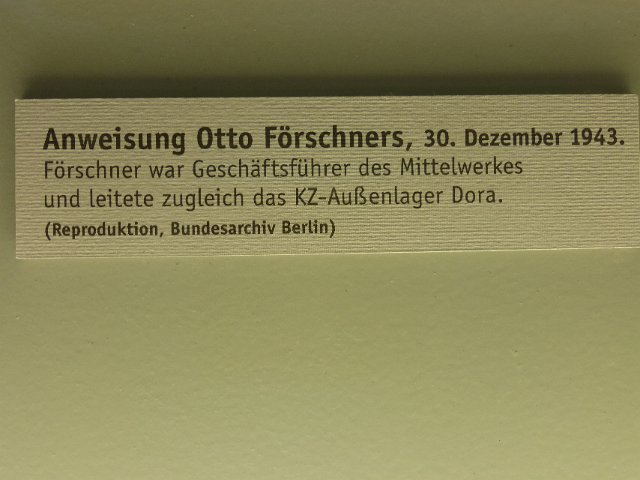 Anweisung Otto Förschners, 30. Dezember 1943.
Förschner war Geschäftsführer des Mittelwerkes
und leitete zugleich das KZ-Außenlager Dora.
(Reproduktion, Bundesarchiv Berlin)